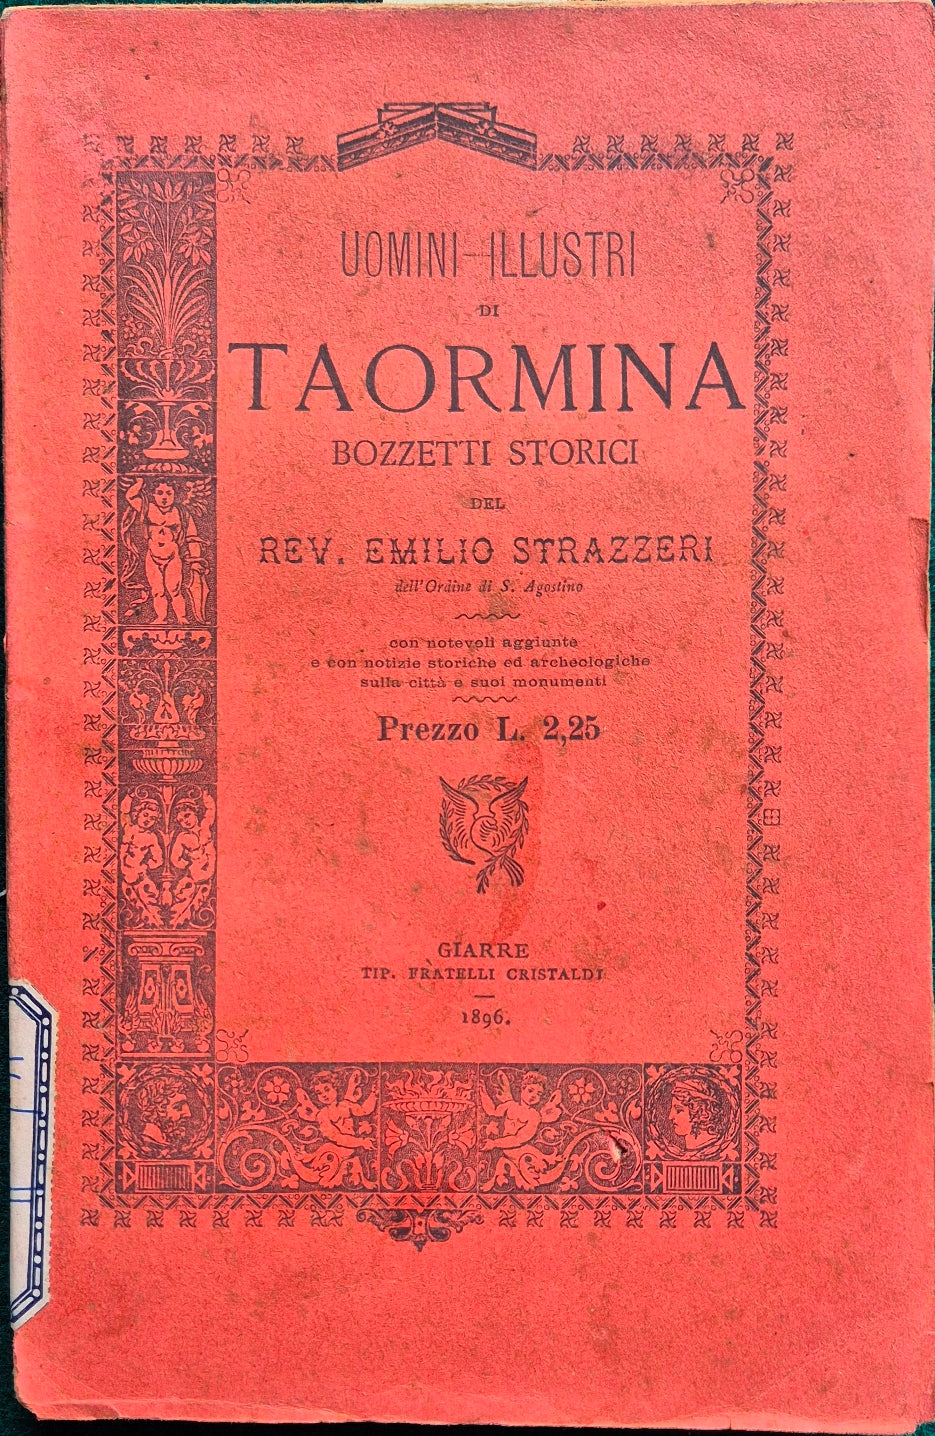 UOMINI-ILLUSTRI
DI
TAORMINA
BOZZETTI STORICI
DEL
REV. EMILIO STRAZZERI
dell'Ordine di S. Agostino
con notevoli aggiunte
e con notizie storiche ed archeologiche
sulla città e suoi monumenti
Prezzo L. 2,25
GIARRE
TIP. FRATELLI CRISTALDI
1896.